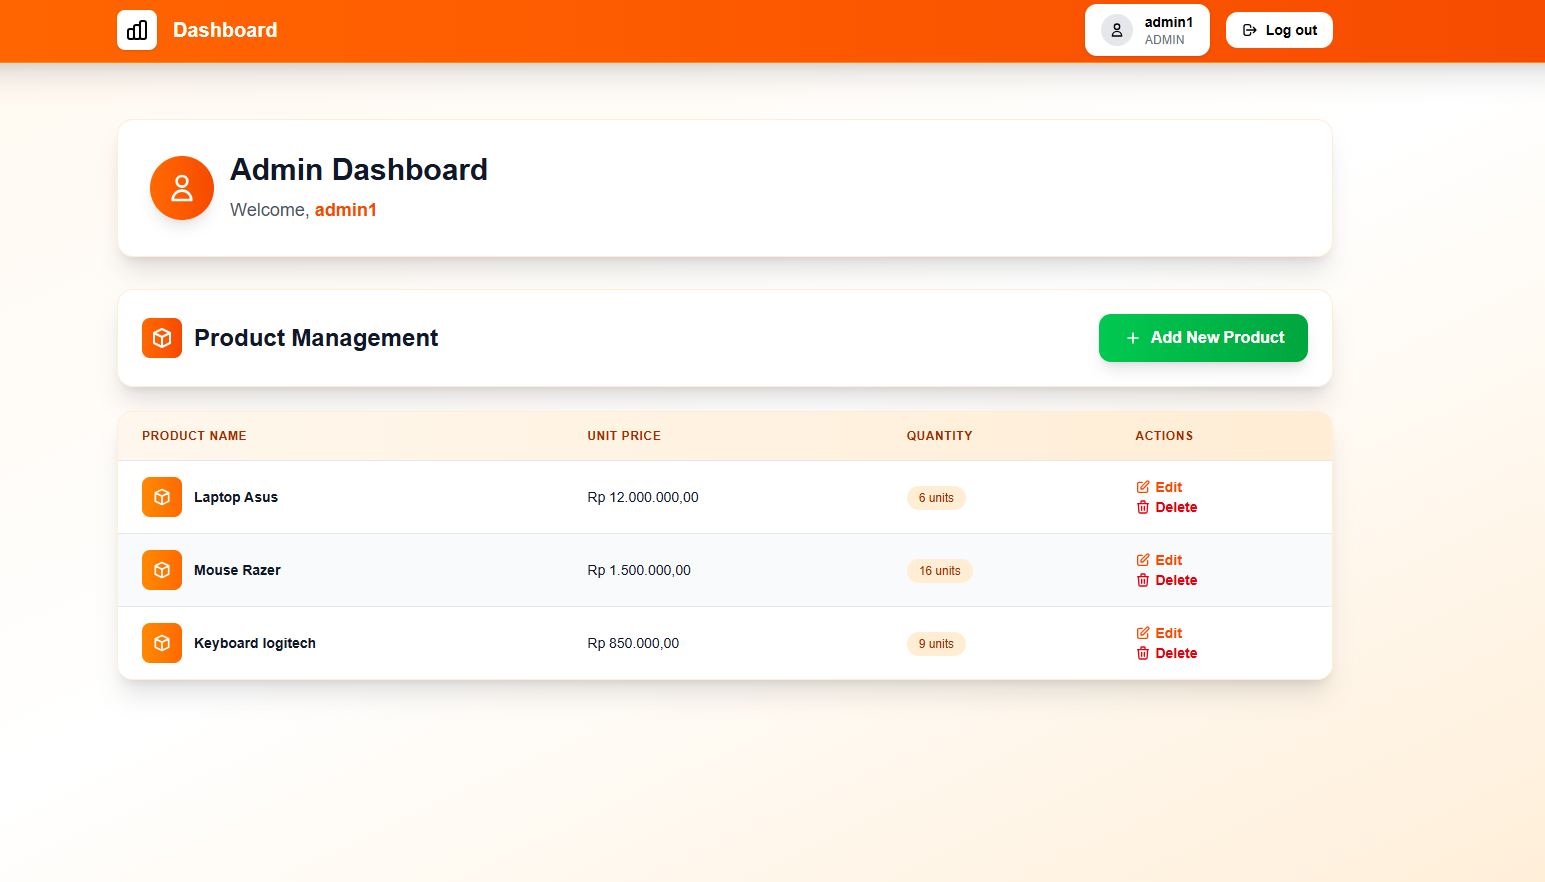 Dashboard
admin1
ADMIN
Log out
Admin Dashboard
Welcome, admin1
Product Management
Add New Product
PRODUCT NAME UNIT PRICE QUANTITY ACTIONS
Laptop Asus Rp 12.000.000,00 6 units Edit
Delete
Mouse Razer Rp 1.500.000,00 16 units Edit
Delete
Keyboard logitech Rp 850.000,00 9 units Edit
Delete